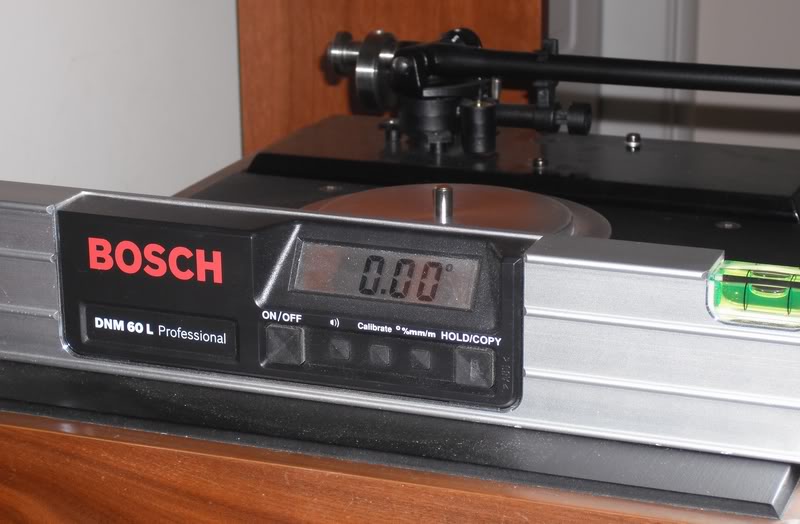 BOSCH
0.00°
ON/OFF
Calibrate ° %mm/m HOLD/COPY
DNM 60 L Professional